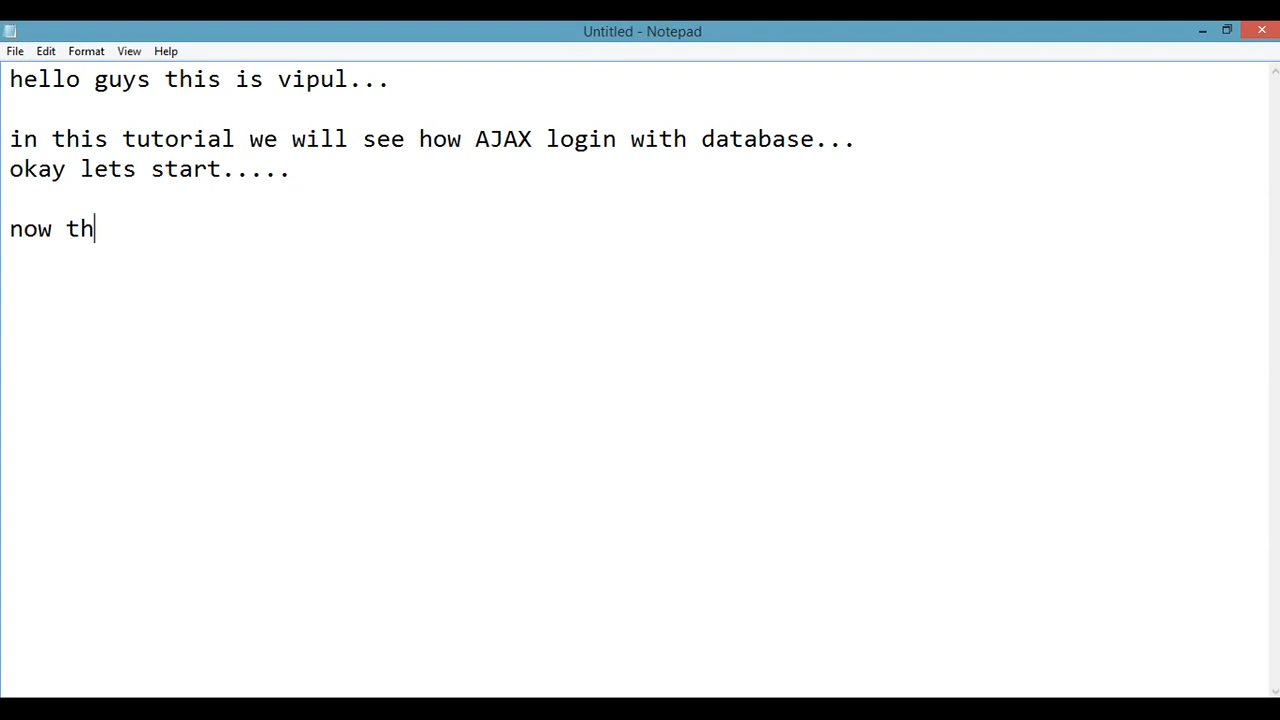 Untitled - Notepad
File Edit Format View Help
hello guys this is vipul...
in this tutorial we will see how AJAX login with database...
okay lets start.....
now th